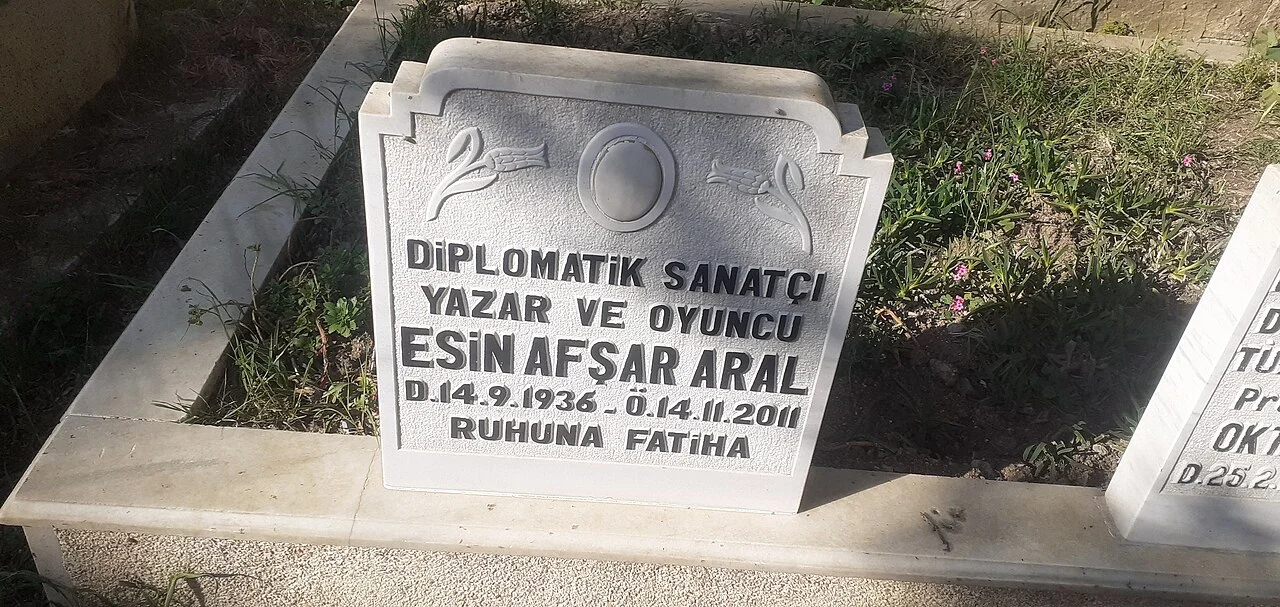 DİPLOMATİK SANATÇI
YAZAR VE OYUNCU
ESİN AFŞAR ARAL
D.14.9.1936 - Ö.14.11.2011
RUHUNA FATİHA